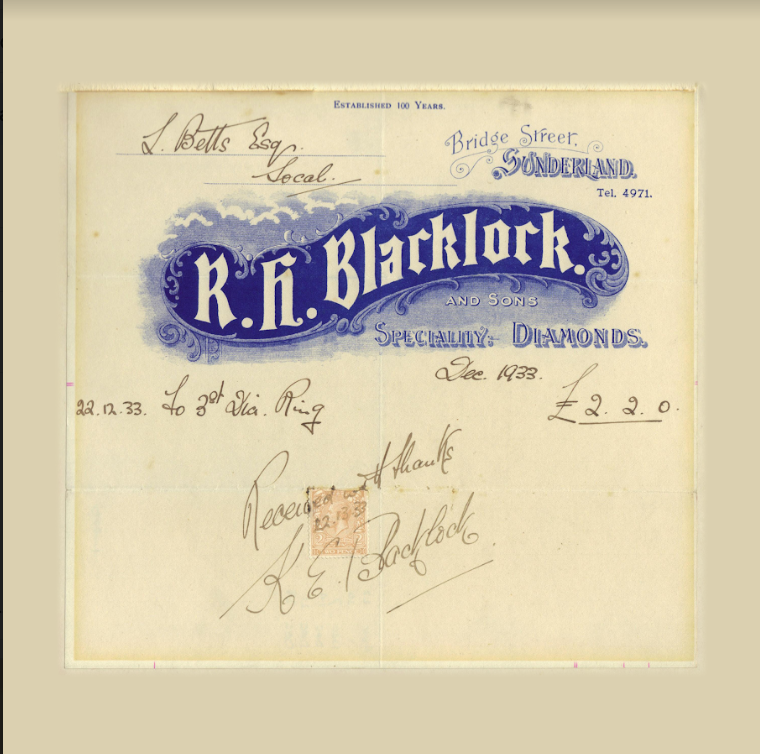 ESTABLISHED 100 YEARS.
L. Betts Esq.
Local.
Bridge Street,
SUNDERLAND.
Tel. 4971.
R. H. Blacklock.
AND SONS
SPECIALITY: DIAMONDS.
Dec. 1933.
22.12.33. To 3st Dia. Ring £2.2.0.
Received with thanks
22.12.33
Blacklock